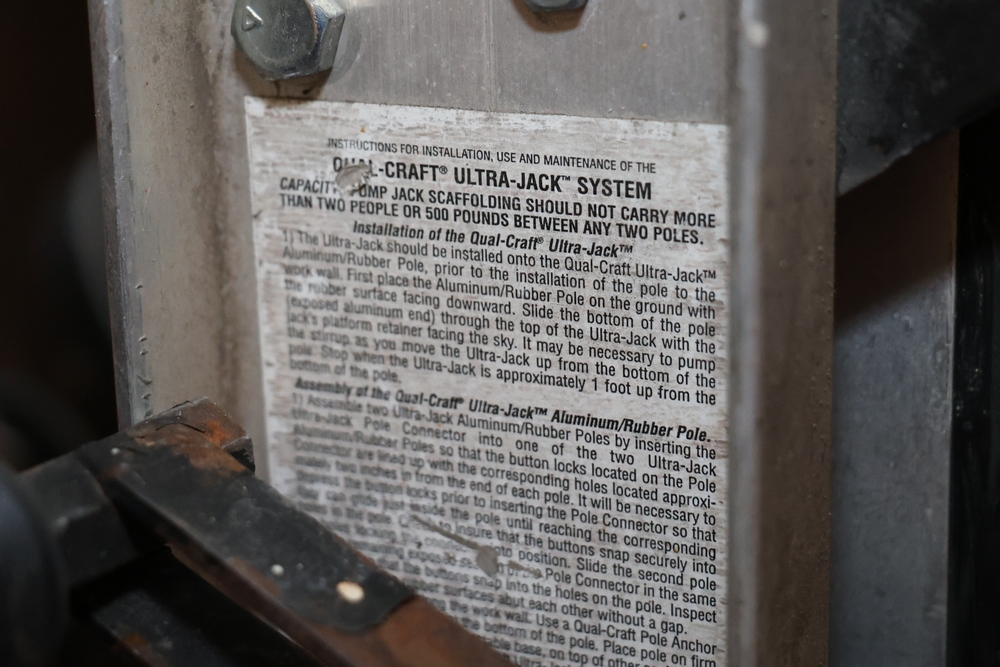 INSTRUCTIONS FOR INSTALLATION, USE AND MAINTENANCE OF THE
QUAL-CRAFT® ULTRA-JACK™ SYSTEM
CAPACITY: PUMP JACK SCAFFOLDING SHOULD NOT CARRY MORE
THAN TWO PEOPLE OR 500 POUNDS BETWEEN ANY TWO POLES.
Installation of the Qual-Craft® Ultra-Jack™
1) The Ultra-Jack should be installed onto the Qual-Craft Ultra-Jack™
Aluminum/Rubber Pole, prior to the installation of the pole to the
work wall. First place the Aluminum/Rubber Pole on the ground with
the rubber surface facing downward. Slide the bottom of the pole
(exposed aluminum end) through the top of the Ultra-Jack with the
jack's platform retainer facing the sky. It may be necessary to pump
the stirrup as you move the Ultra-Jack up from the bottom of the
pole. Stop when the Ultra-Jack is approximately 1 foot up from the
bottom of the pole.
Assembly of the Qual-Craft® Ultra-Jack™ Aluminum/Rubber Pole.
1) Assemble two Ultra-Jack Aluminum/Rubber Poles by inserting the
Ultra-Jack Pole Connector into one of the two Ultra-Jack
Aluminum/Rubber Poles so that the button locks located on the Pole
Connector are lined up with the corresponding holes located approxi-
mately two inches from the end of each pole. It will be necessary to
depress the button locks prior to inserting the Pole Connector so that
they can glide just inside the pole until reaching the corresponding
to insure that the buttons snap securely into
position. Slide the second pole
Pole Connector in the same
the buttons snap into the holes on the pole. Inspect
surfaces abut each other without a gap.
the work wall. Use a Qual-Craft Pole Anchor
the bottom of the pole. Place pole on firm
base, on top of other